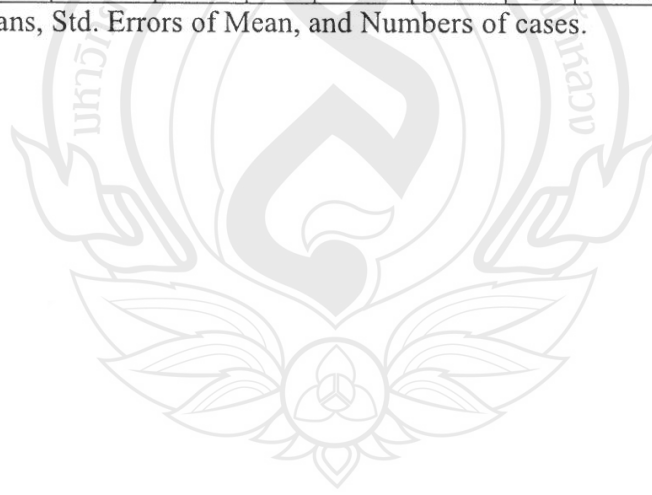 ans, Std. Errors of Mean, and Numbers of cases.